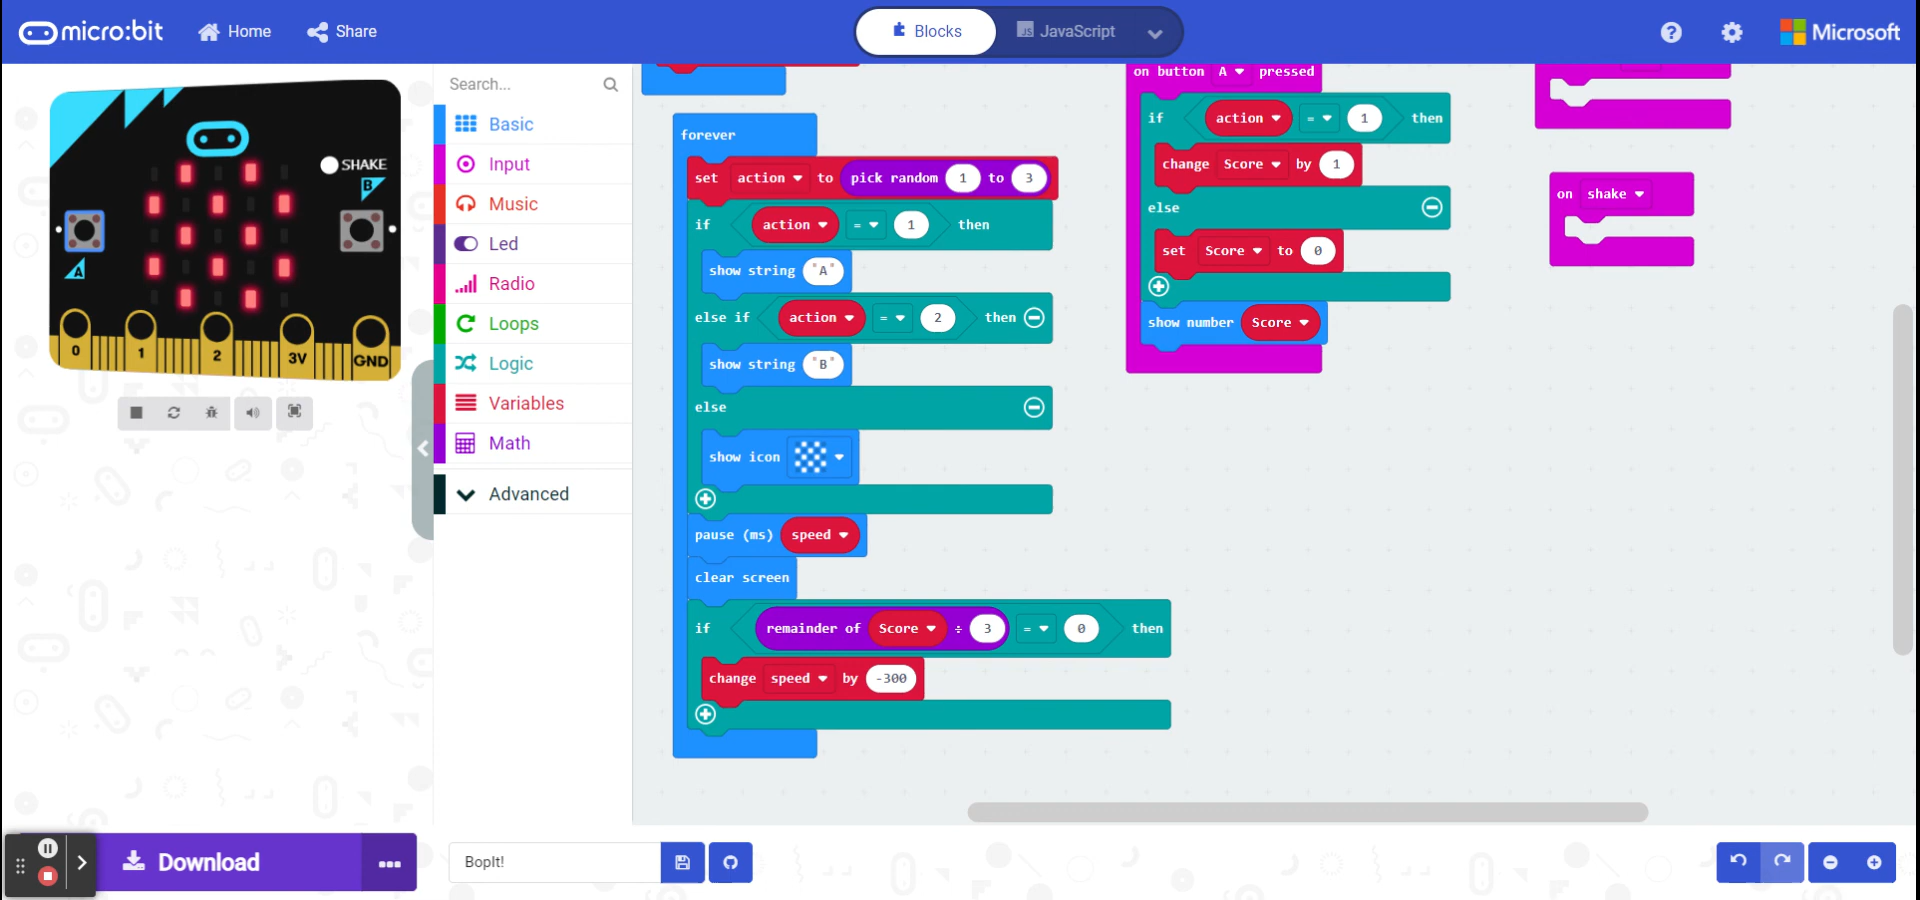 micro:bit
Home
Share
Blocks
JS JavaScript
?
Microsoft
SHAKE
B
A
0
1
2
3V
GND
Search...
Basic
Input
Music
Led
Radio
Loops
Logic
Variables
Math
Advanced
forever
set action to pick random 1 to 3
if action = 1 then
show string "A"
else if action = 2 then
show string "B"
else
show icon
pause (ms) speed
clear screen
if remainder of Score ÷ 3 = 0 then
change speed by -300
on button A pressed
if action = 1 then
change Score by 1
else
set Score to 0
show number Score
on shake
Download
BopIt!